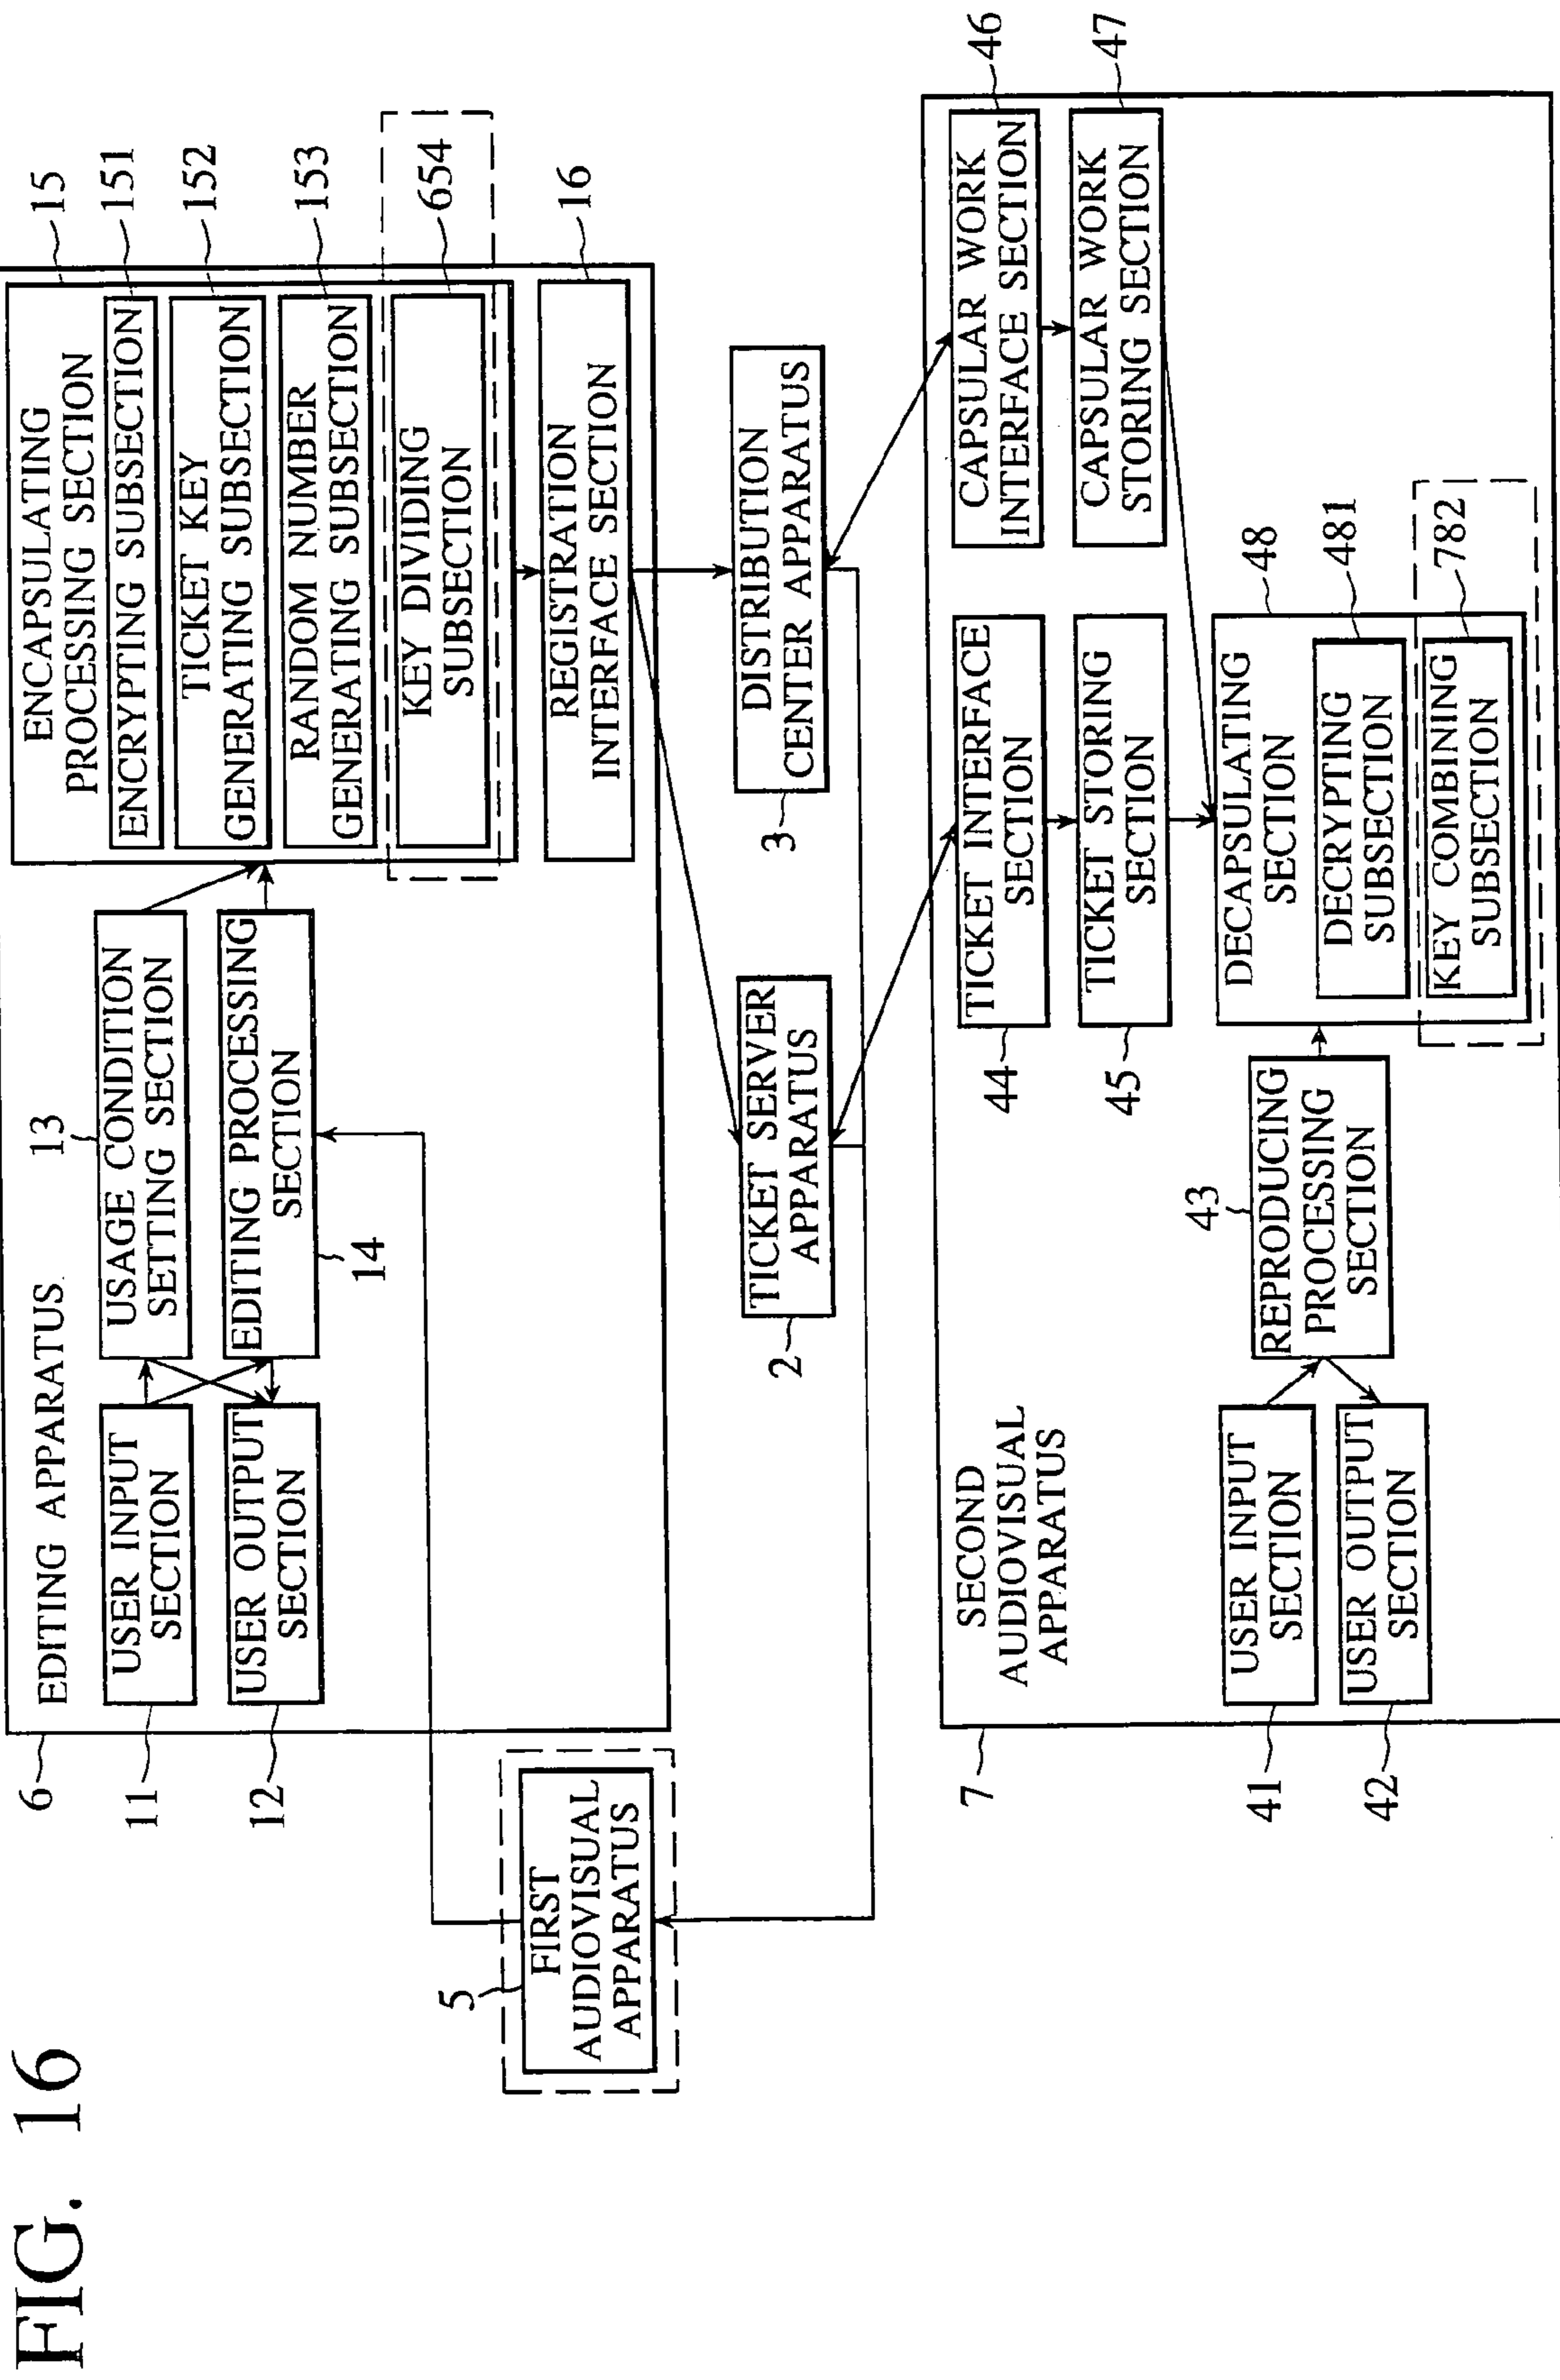 FIG. 16
6
EDITING APPARATUS
11
USER INPUT
SECTION
12
USER OUTPUT
SECTION
13
USAGE CONDITION
SETTING SECTION
EDITING PROCESSING
SECTION
14
15
ENCAPSULATING
PROCESSING SECTION
151
ENCRYPTING SUBSECTION
152
TICKET KEY
GENERATING SUBSECTION
153
RANDOM NUMBER
GENERATING SUBSECTION
654
KEY DIVIDING
SUBSECTION
16
REGISTRATION
INTERFACE SECTION
5
FIRST
AUDIOVISUAL
APPARATUS
2
TICKET SERVER
APPARATUS
3
DISTRIBUTION
CENTER APPARATUS
7
SECOND
AUDIOVISUAL
APPARATUS
41
USER INPUT
SECTION
42
USER OUTPUT
SECTION
43
REPRODUCING
PROCESSING
SECTION
44
TICKET INTERFACE
SECTION
45
TICKET STORING
SECTION
46
CAPSULAR WORK
INTERFACE SECTION
47
CAPSULAR WORK
STORING SECTION
48
DECAPSULATING
SECTION
481
DECRYPTING
SUBSECTION
782
KEY COMBINING
SUBSECTION